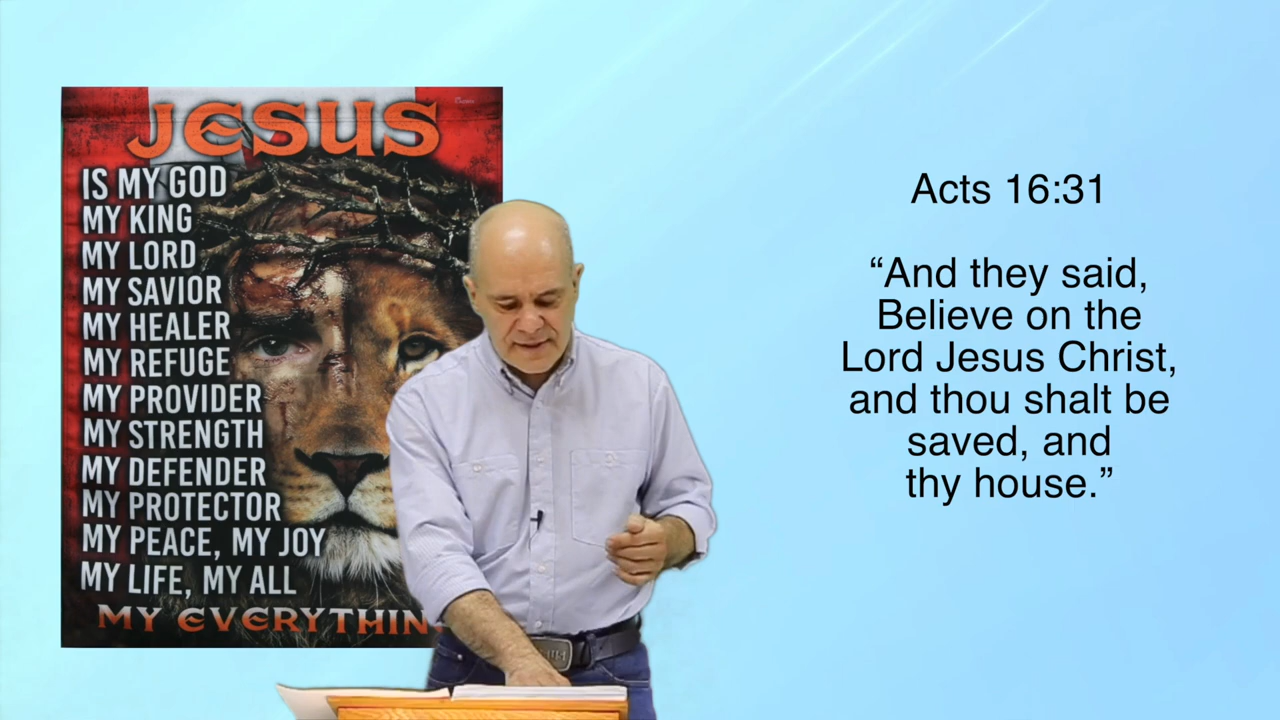 JESUS
IS MY GOD
MY KING
MY LORD
MY SAVIOR
MY HEALER
MY REFUGE
MY PROVIDER
MY STRENGTH
MY DEFENDER
MY PROTECTOR
MY PEACE, MY JOY
MY LIFE, MY ALL
MY EVERYTHIN
Acts 16:31
“And they said,
Believe on the
Lord Jesus Christ,
and thou shalt be
saved, and
thy house.”